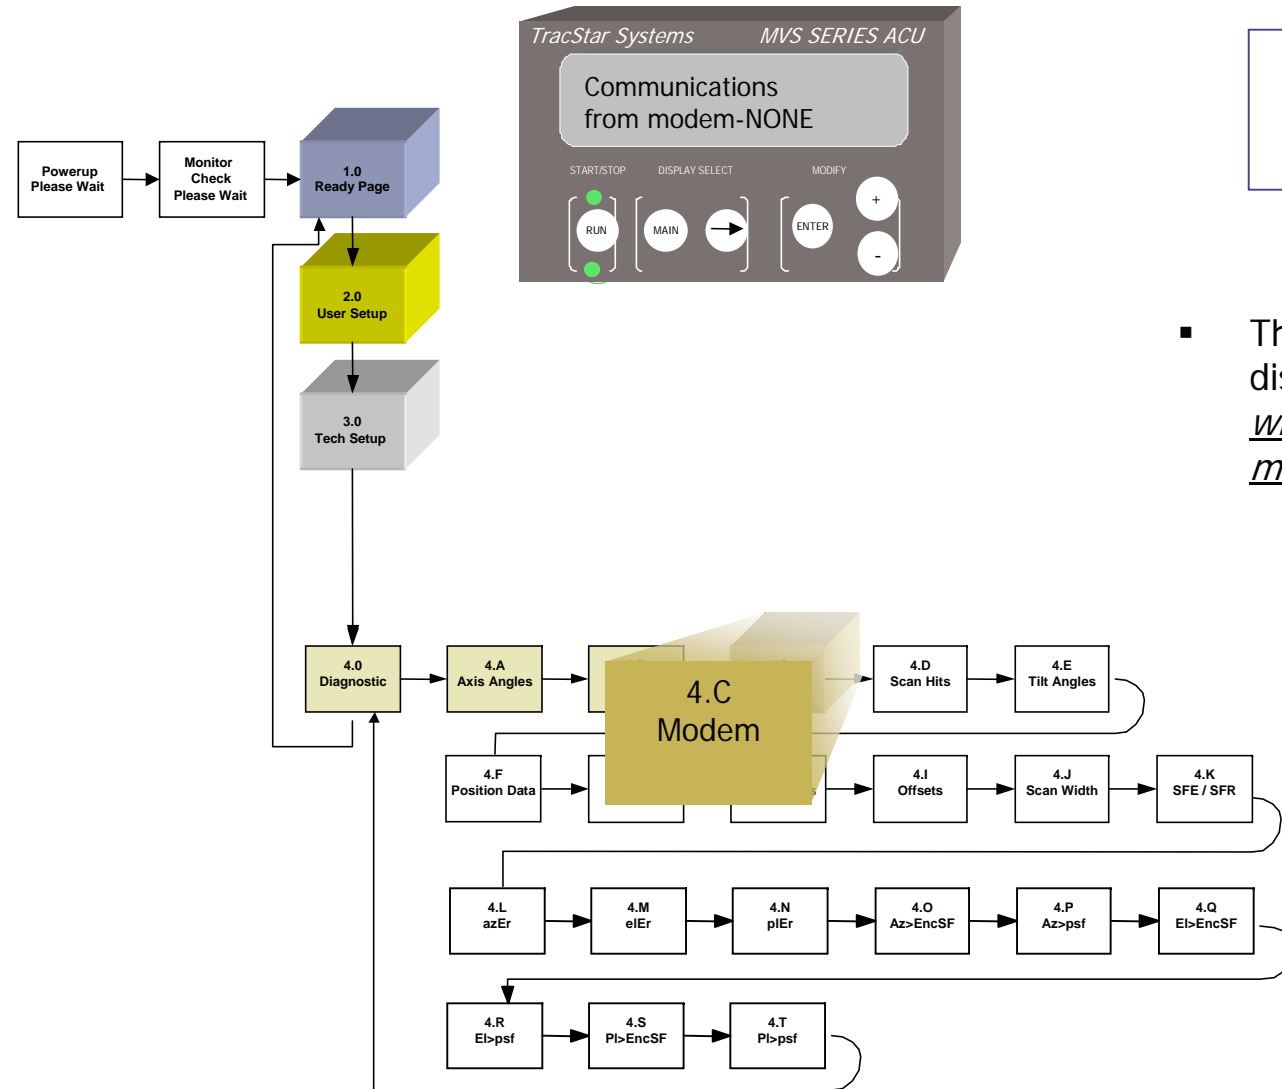 TracStar Systems MVS SERIES ACU
Communications
from modem-NONE
START/STOP DISPLAY SELECT MODIFY
RUN MAIN ENTER +
-
Powerup
Please Wait
Monitor
Check
Please Wait
1.0
Ready Page
2.0
User Setup
3.0
Tech Setup
▪
4.0
Diagnostic
4.A
Axis Angles
4.C
Modem
4.D
Scan Hits
4.E
Tilt Angles
4.F
Position Data
4.I
Offsets
4.J
Scan Width
4.K
SFE / SFR
4.L
azEr
4.M
elEr
4.N
plEr
4.O
Az>EncSF
4.P
Az>psf
4.Q
El>EncSF
4.R
El>psf
4.S
Pl>EncSF
4.T
Pl>psf